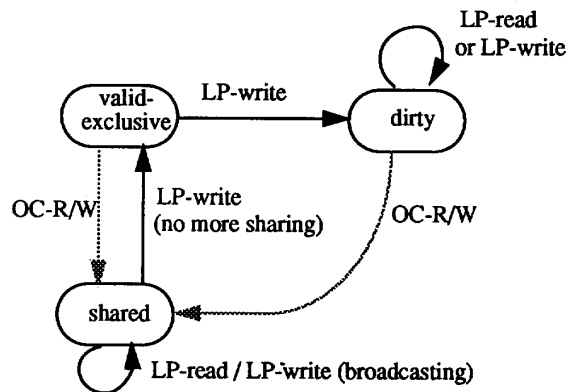 LP-read
or LP-write
valid-
exclusive
LP-write
dirty
OC-R/W
LP-write
(no more sharing)
OC-R/W
shared
LP-read / LP-write (broadcasting)